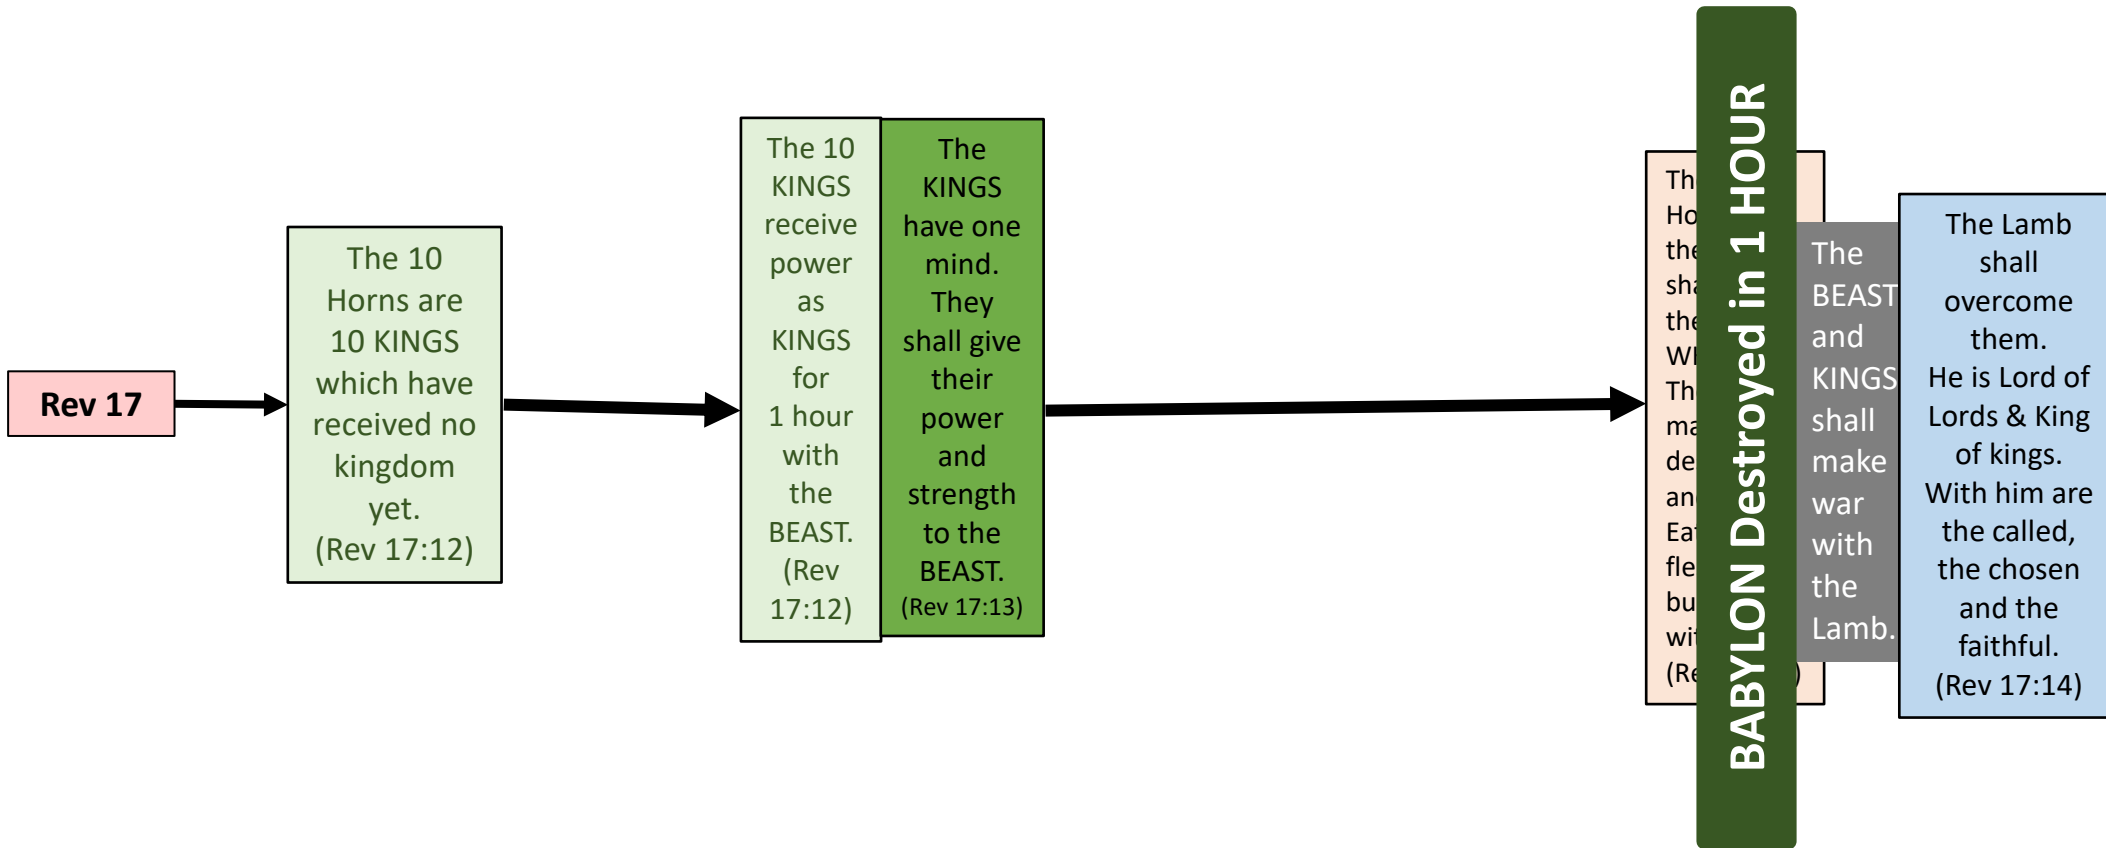 Rev 17
The 10
Horns are
10 KINGS
which have
received no
kingdom
yet.
(Rev 17:12)
The 10
KINGS
receive
power
as
KINGS
for
1 hour
with
the
BEAST.
(Rev
17:12)
The
KINGS
have one
mind.
They
shall give
their
power
and
strength
to the
BEAST.
(Rev 17:13)
BABYLON Destroyed in 1 HOUR
The
BEAST
and
KINGS
shall
make
war
with
the
Lamb.
The Lamb
shall
overcome
them.
He is Lord of
Lords & King
of kings.
With him are
the called,
the chosen
and the
faithful.
(Rev 17:14)